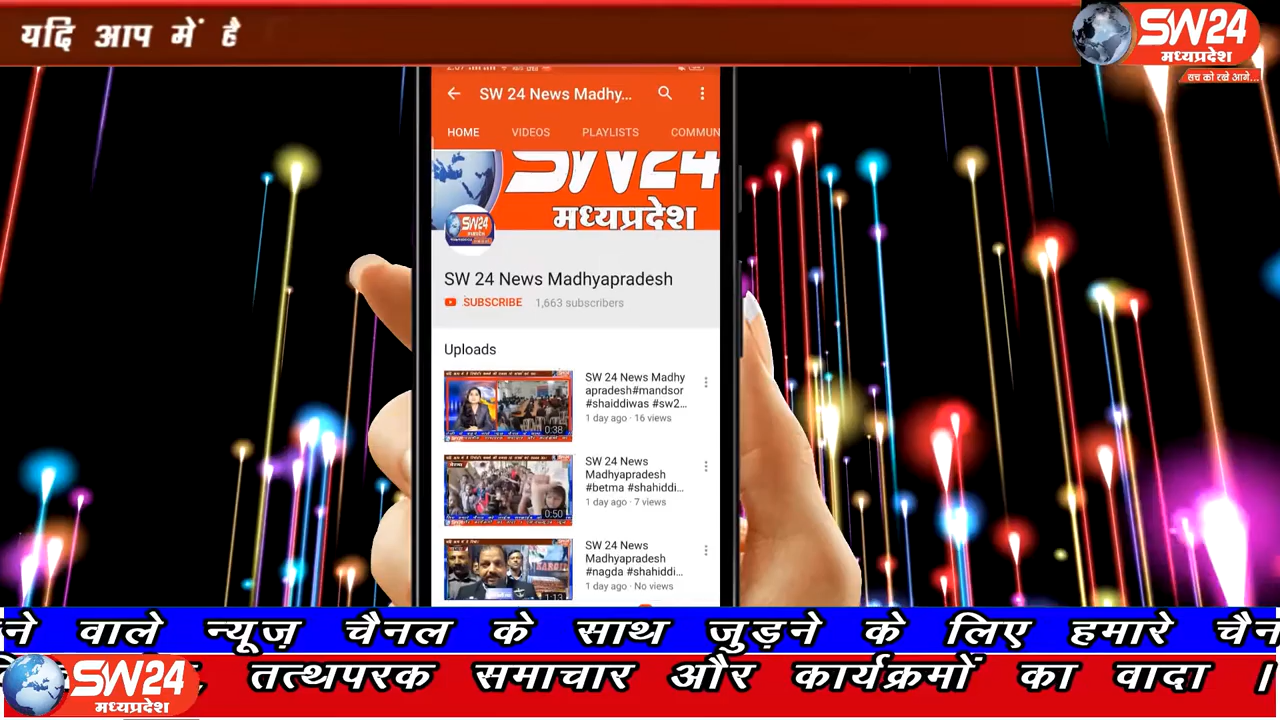 यदि आप में है
SW24
मध्यप्रदेश
सच को रखे आगे...
SW 24 News Madhy...
HOME VIDEOS PLAYLISTS COMMUN
SW24
मध्यप्रदेश
SW24
SW 24 News Madhyapradesh
SUBSCRIBE 1,663 subscribers
Uploads
SW 24 News Madhy
apradesh#mandsor
#shaiddiwas #sw2...
1 day ago · 16 views
0:38
SW 24 News
Madhyapradesh
#betma #shahiddi...
1 day ago · 7 views
0:50
SW 24 News
Madhyapradesh
#nagda #shahiddi...
1 day ago · No views
1:13
ने वाले न्यूज़ चैनल के साथ जुड़ने के लिए हमारे चैन
तत्थपरक समाचार और कार्यक्रमों का वादा ।
SW24
मध्यप्रदेश